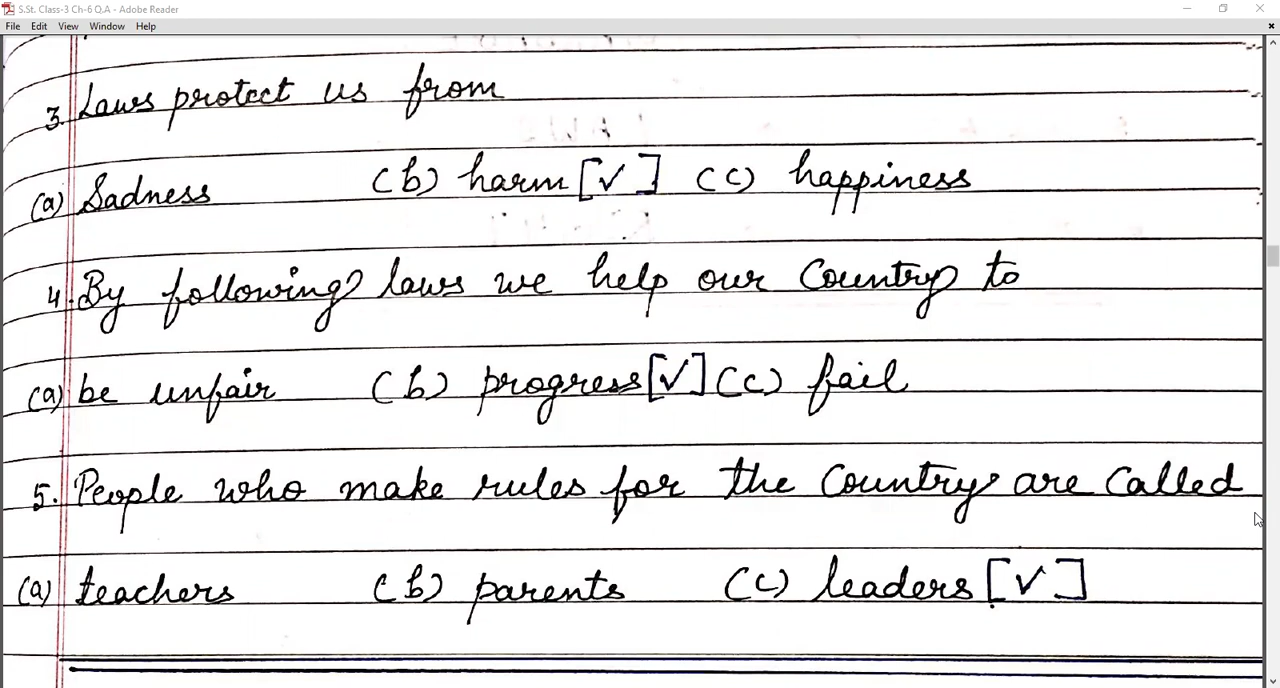 S.St. Class-3 Ch-6 Q.A - Adobe Reader
File Edit View Window Help
3. Laws protect us from
(a) Sadness (b) harm [✓] (c) happiness
4. By following laws we help our Country to
(a) be unfair (b) progress [✓] (c) fail
5. People who make rules for the Country are Called
(a) teachers (b) parents (c) leaders [✓]